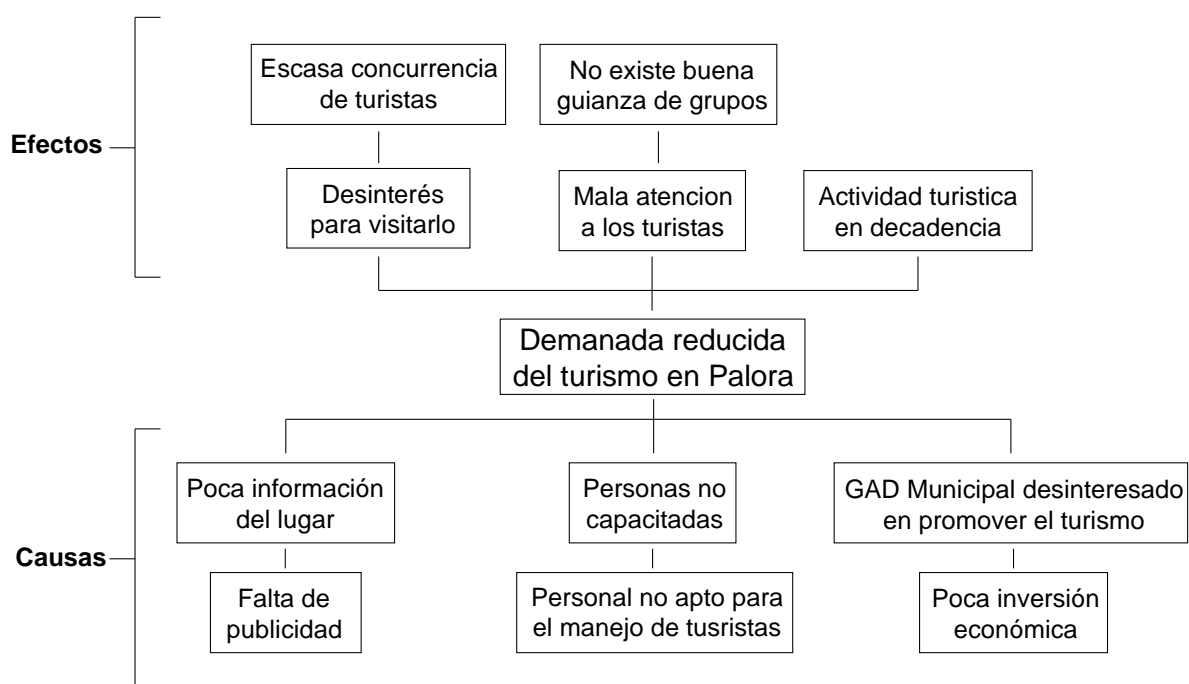 Escasa concurrencia
de turistas
No existe buena
guianza de grupos
Efectos
Desinterés
para visitarlo
Mala atencion
a los turistas
Actividad turistica
en decadencia
Demanada reducida
del turismo en Palora
Poca información
del lugar
Personas no
capacitadas
GAD Municipal desinteresado
en promover el turismo
Causas
Falta de
publicidad
Personal no apto para
el manejo de tusristas
Poca inversión
económica